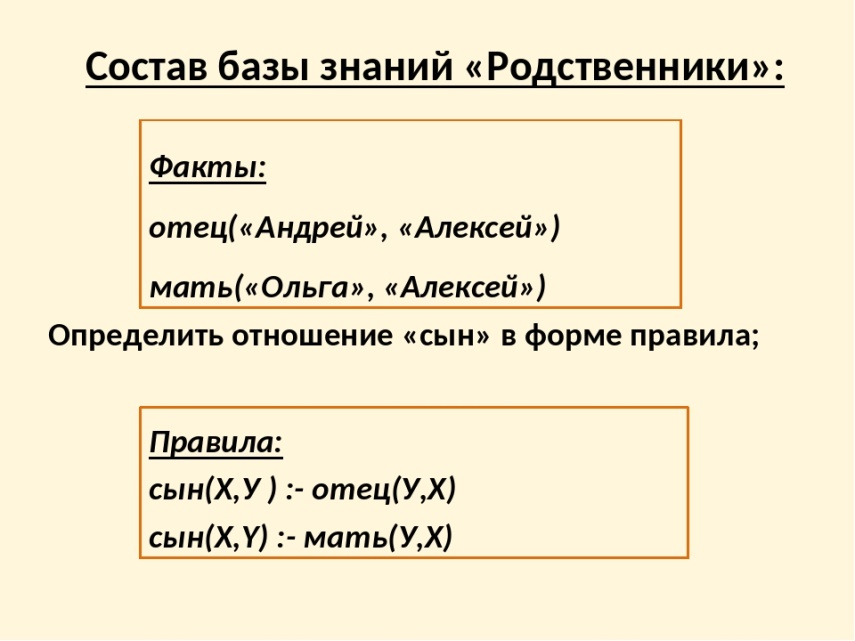 Состав базы знаний «Родственники»:
Факты:
отец(«Андрей», «Алексей»)
мать(«Ольга», «Алексей»)
Определить отношение «сын» в форме правила;
Правила:
сын(Х,У ) :- отец(У,Х)
сын(Х,Y) :- мать(У,Х)